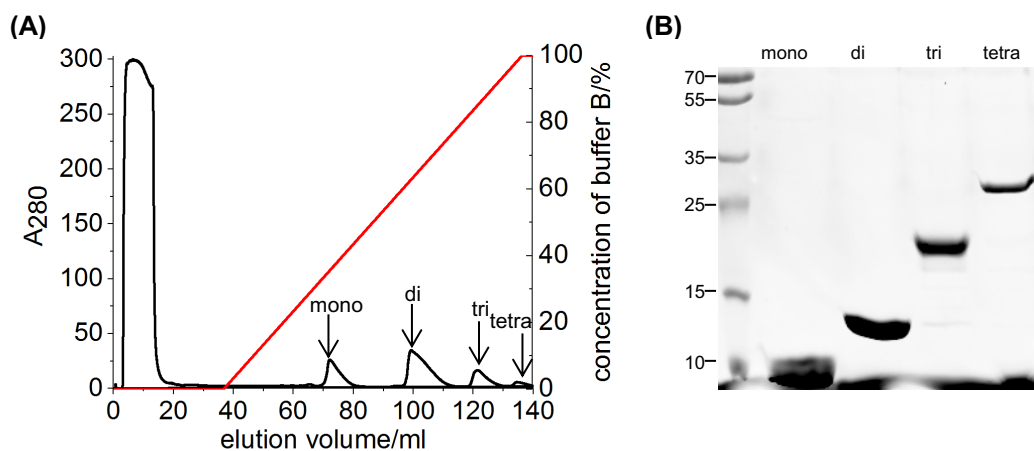 (A)
300
250
200
150
100
50
0
A280
0 20 40 60 80 100 120 140
elution volume/ml
100
80
60
40
20
0
concentration of buffer B/%
mono
di
tri
tetra
(B)
mono di tri tetra
70
55
35
25
15
10